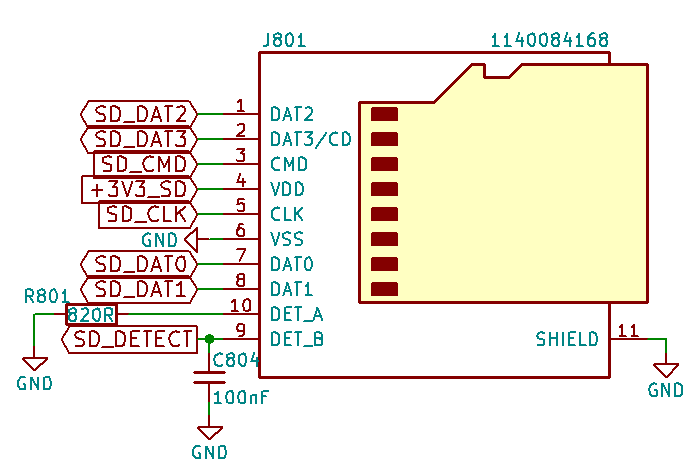 J801 1140084168
SD_DAT2 1 DAT2
SD_DAT3 2 DAT3/CD
SD_CMD 3 CMD
+3V3_SD 4 VDD
SD_CLK 5 CLK
GND 6 VSS
SD_DAT0 7 DAT0
SD_DAT1 8 DAT1
R801
820R 10 DET_A
SD_DETECT 9 DET_B SHIELD 11
C804
GND GND
100nF
GND